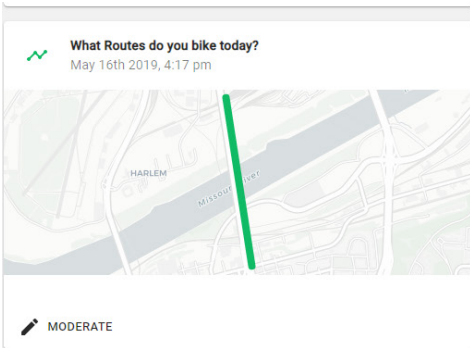 What Routes do you bike today?
May 16th 2019, 4:17 pm
HARLEM
Missouri River
MODERATE